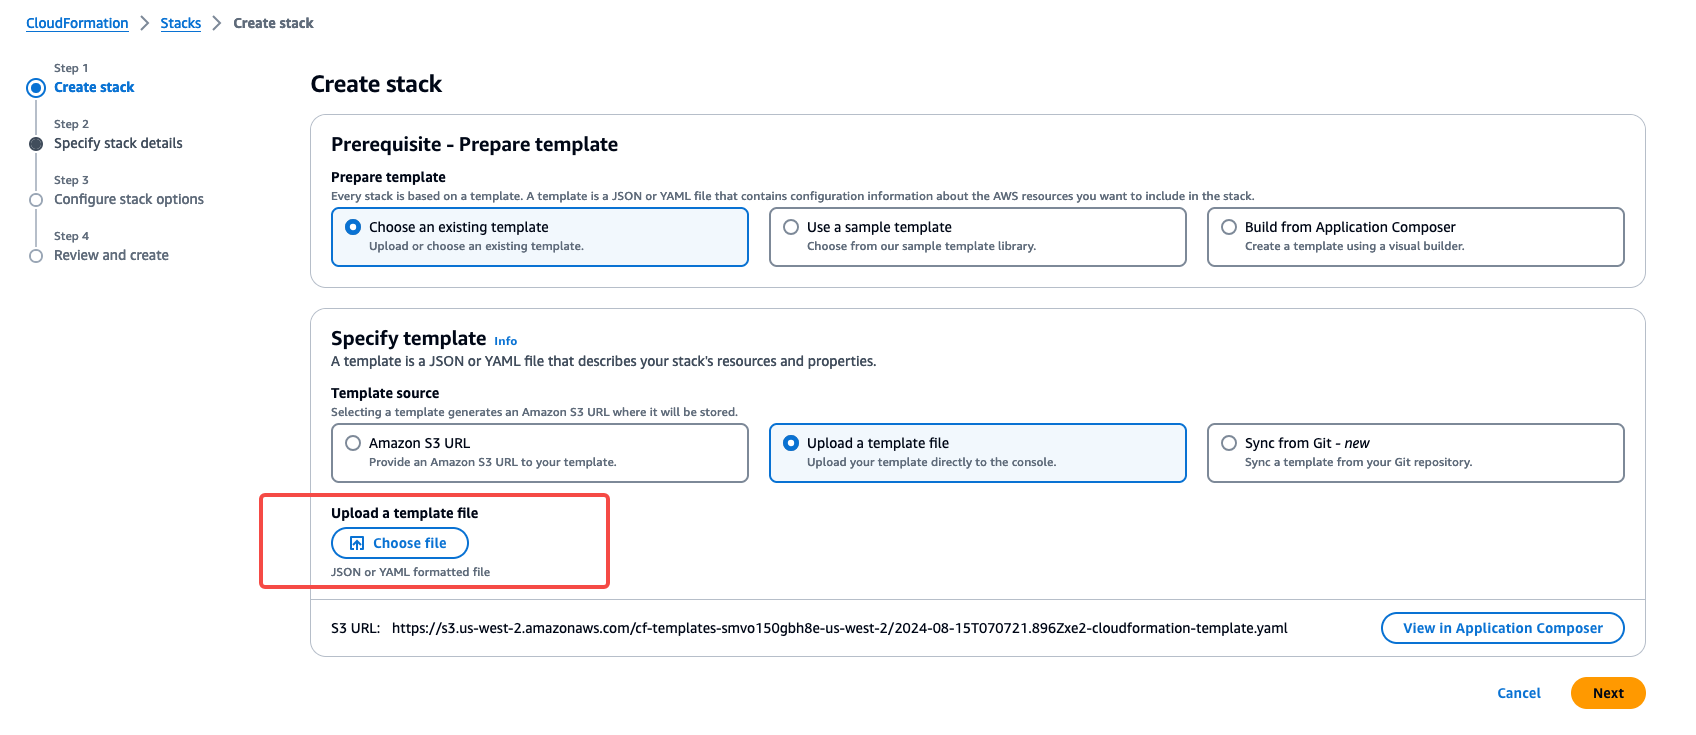 CloudFormation > Stacks > Create stack
Step 1
Create stack
Step 2
Specify stack details
Step 3
Configure stack options
Step 4
Review and create
Create stack
Prerequisite - Prepare template
Prepare template
Every stack is based on a template. A template is a JSON or YAML file that contains configuration information about the AWS resources you want to include in the stack.
Choose an existing template
Upload or choose an existing template.
Use a sample template
Choose from our sample template library.
Build from Application Composer
Create a template using a visual builder.
Specify template Info
A template is a JSON or YAML file that describes your stack's resources and properties.
Template source
Selecting a template generates an Amazon S3 URL where it will be stored.
Amazon S3 URL
Provide an Amazon S3 URL to your template.
Upload a template file
Upload your template directly to the console.
Sync from Git - new
Sync a template from your Git repository.
Upload a template file
Choose file
JSON or YAML formatted file
S3 URL: https://s3.us-west-2.amazonaws.com/cf-templates-smvo150gbh8e-us-west-2/2024-08-15T070721.896Zxe2-cloudformation-template.yaml
View in Application Composer
Cancel
Next